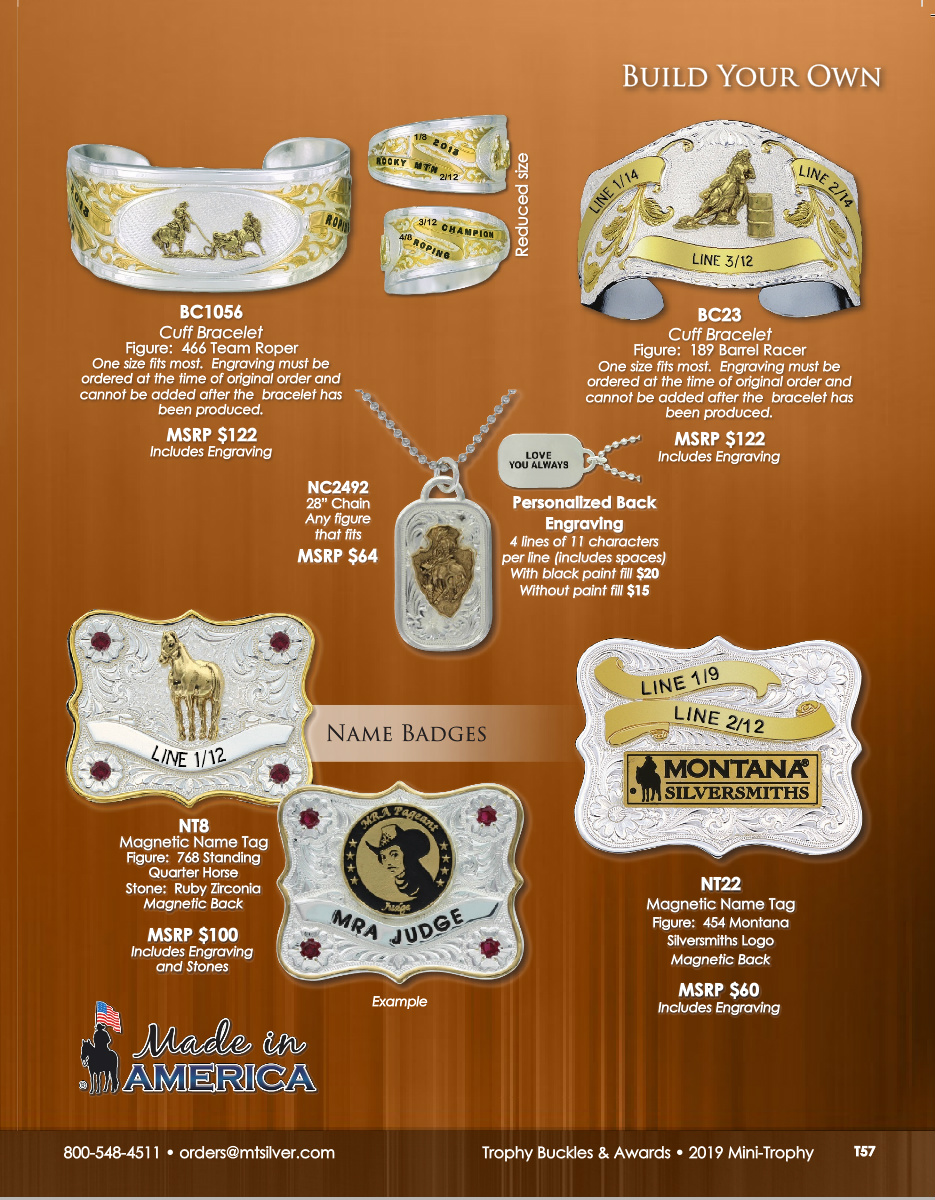 BUILD YOUR OWN
1/8 2018
ROCKY MTN
2/12
3/12 CHAMPION
4/8 ROPING
Reduced size
LINE 1/14
LINE 2/14
LINE 3/12
BC1056
Cuff Bracelet
Figure: 466 Team Roper
One size fits most. Engraving must be
ordered at the time of original order and
cannot be added after the bracelet has
been produced.
MSRP $122
Includes Engraving
BC23
Cuff Bracelet
Figure: 189 Barrel Racer
One size fits most. Engraving must be
ordered at the time of original order and
cannot be added after the bracelet has
been produced.
MSRP $122
Includes Engraving
NC2492
28" Chain
Any figure
that fits
MSRP $64
LOVE
YOU ALWAYS
Personalized Back
Engraving
4 lines of 11 characters
per line (includes spaces)
With black paint fill $20
Without paint fill $15
LINE 1/12
NAME BADGES
LINE 1/9
LINE 2/12
MONTANA®
SILVERSMITHS
NT8
Magnetic Name Tag
Figure: 768 Standing
Quarter Horse
Stone: Ruby Zirconia
Magnetic Back
MSRP $100
Includes Engraving
and Stones
MRA Pageant
Judge
MRA JUDGE
Example
NT22
Magnetic Name Tag
Figure: 454 Montana
Silversmiths Logo
Magnetic Back
MSRP $60
Includes Engraving
Made in
® AMERICA
800-548-4511 • orders@mtsilver.com
Trophy Buckles & Awards • 2019 Mini-Trophy
T57